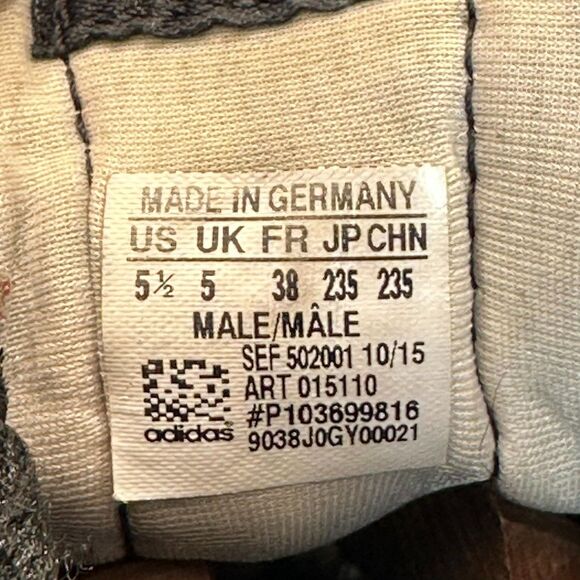 MADE IN GERMANY
US UK FR JP CHN
5½ 5 38 235 235
MALE/MÂLE
SEF 502001 10/15
ART 015110
#P103699816
adidas 9038J0GY00021